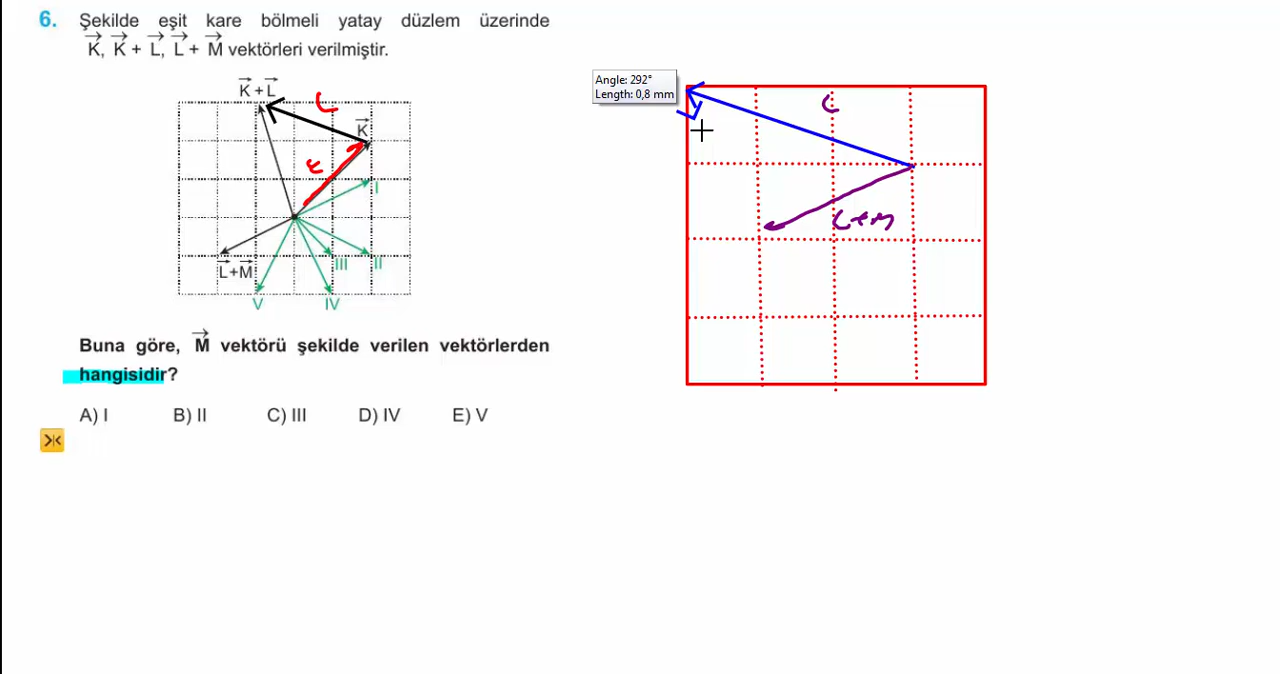 6. Şekilde eşit kare bölmeli yatay düzlem üzerinde
K, K + L, L + M vektörleri verilmiştir.
K + L
L
K
K
I
L+M
III
II
V
IV
Buna göre, M vektörü şekilde verilen vektörlerden
hangisidir?
A) I B) II C) III D) IV E) V
Angle: 292°
Length: 0,8 mm
L
L+M